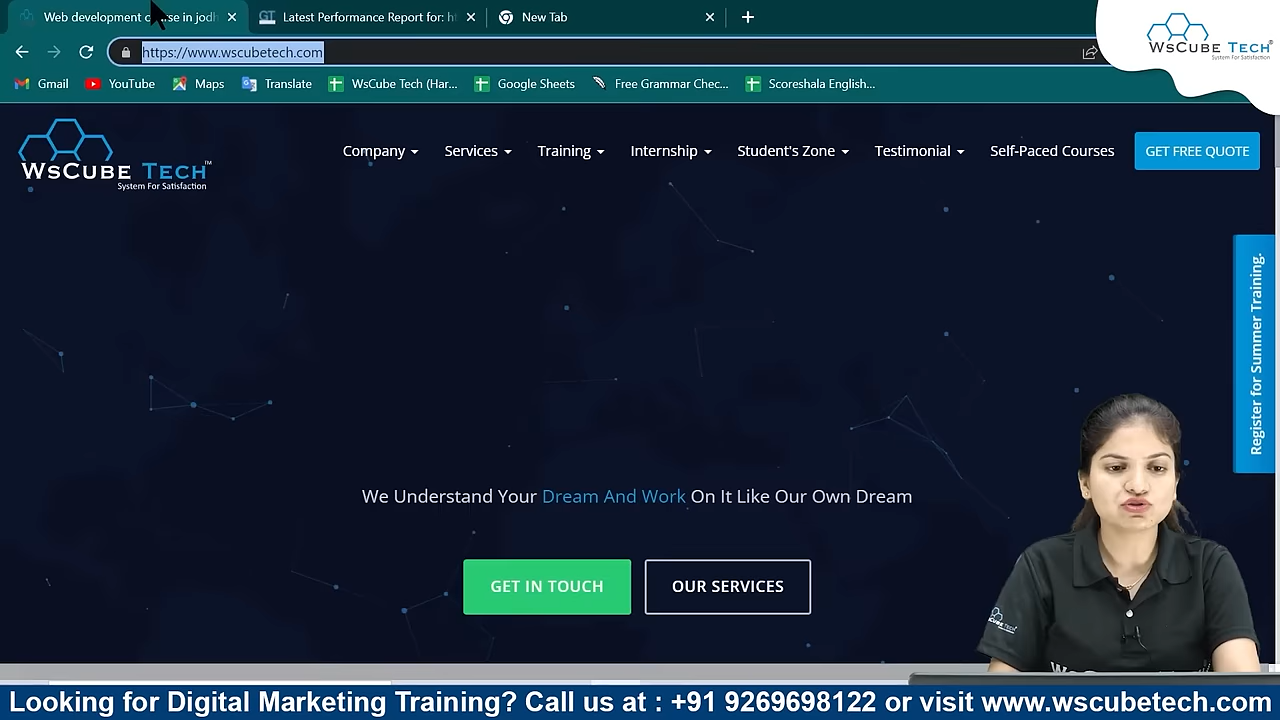 Web development course in jodh
Latest Performance Report for: ht
New Tab
https://www.wscubetech.com
WSCUBE TECH
System For Satisfaction
Gmail
YouTube
Maps
Translate
WsCube Tech (Har...
Google Sheets
Free Grammar Chec...
Scoreshala English...
WSCUBE TECH™
System For Satisfaction
Company
Services
Training
Internship
Student's Zone
Testimonial
Self-Paced Courses
GET FREE QUOTE
Register for Summer Training.
We Understand Your Dream And Work On It Like Our Own Dream
GET IN TOUCH
OUR SERVICES
Looking for Digital Marketing Training? Call us at : +91 9269698122 or visit www.wscubetech.com